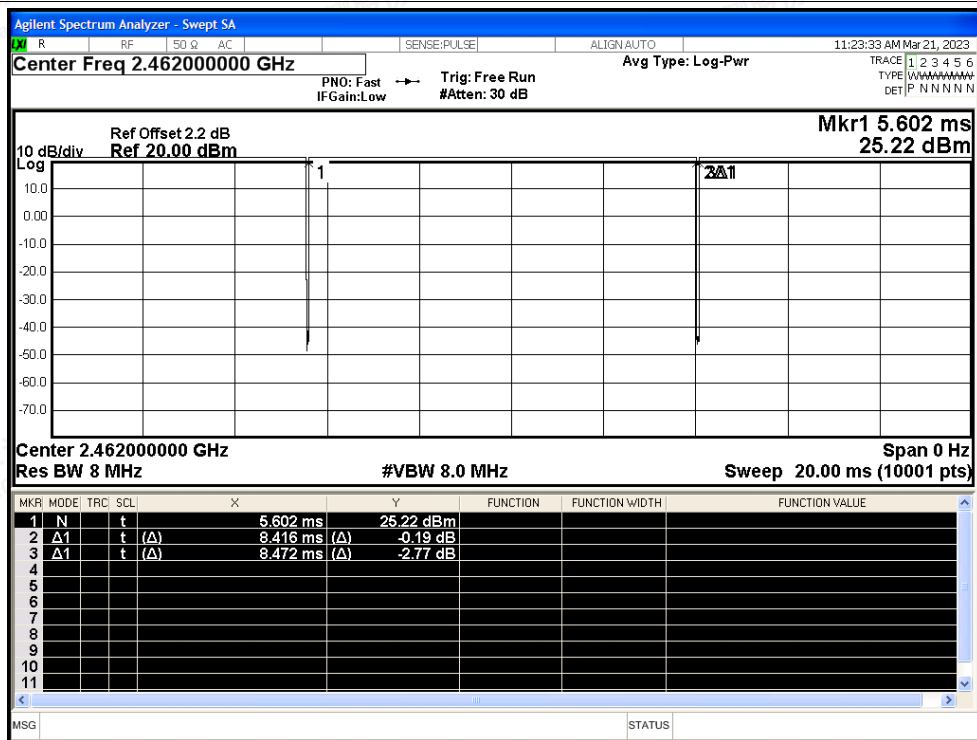 Agilent Spectrum Analyzer - Swept SA
LXI R RF 50 Ω AC SENSE:PULSE ALIGN AUTO 11:23:33 AM Mar 21, 2023
Center Freq 2.462000000 GHz
PNO: Fast
IFGain:Low
Trig: Free Run
#Atten: 30 dB
Avg Type: Log-Pwr
TRACE 1 2 3 4 5 6
TYPE WWWWWW
DET P N N N N N
Mkr1 5.602 ms
25.22 dBm
Ref Offset 2.2 dB
10 dB/div Ref 20.00 dBm
Log
1
3Δ1
10.0
0.00
-10.0
-20.0
-30.0
-40.0
-50.0
-60.0
-70.0
Center 2.462000000 GHz Span 0 Hz
Res BW 8 MHz #VBW 8.0 MHz Sweep 20.00 ms (10001 pts)
MKR MODE TRC SCL X Y FUNCTION FUNCTION WIDTH FUNCTION VALUE
1 N t 5.602 ms 25.22 dBm
2 Δ1 t (Δ) 8.416 ms (Δ) -0.19 dB
3 Δ1 t (Δ) 8.472 ms (Δ) -2.77 dB
4
5
6
7
8
9
10
11
MSG STATUS